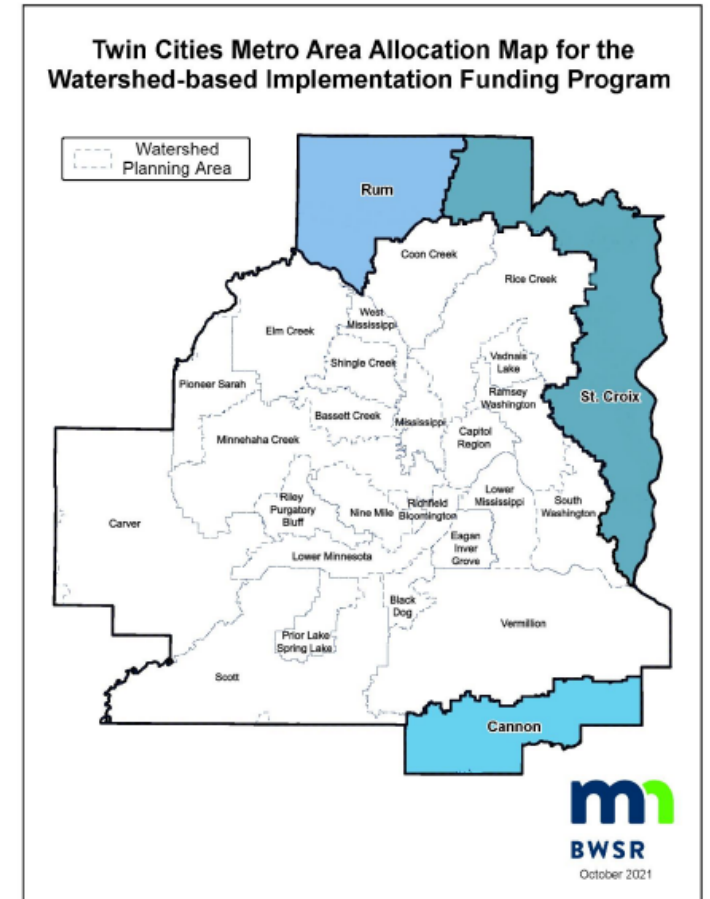 Twin Cities Metro Area Allocation Map for the
Watershed-based Implementation Funding Program
Watershed
Planning Area
Rum
Coon Creek
Rice Creek
West
Mississippi
Elm Creek
Shingle Creek
Vadnais
Lake
Pioneer Sarah
Ramsey
Washington
St. Croix
Bassett Creek
Mississippi
Capitol
Region
Minnehaha Creek
Riley
Purgatory
Bluff
Nine Mile
Richfield
Bloomington
Lower
Mississippi
South
Washington
Carver
Eagan
Inver
Grove
Lower Minnesota
Black
Dog
Vermillion
Prior Lake
Spring Lake
Scott
Cannon
mn
BWSR
October 2021